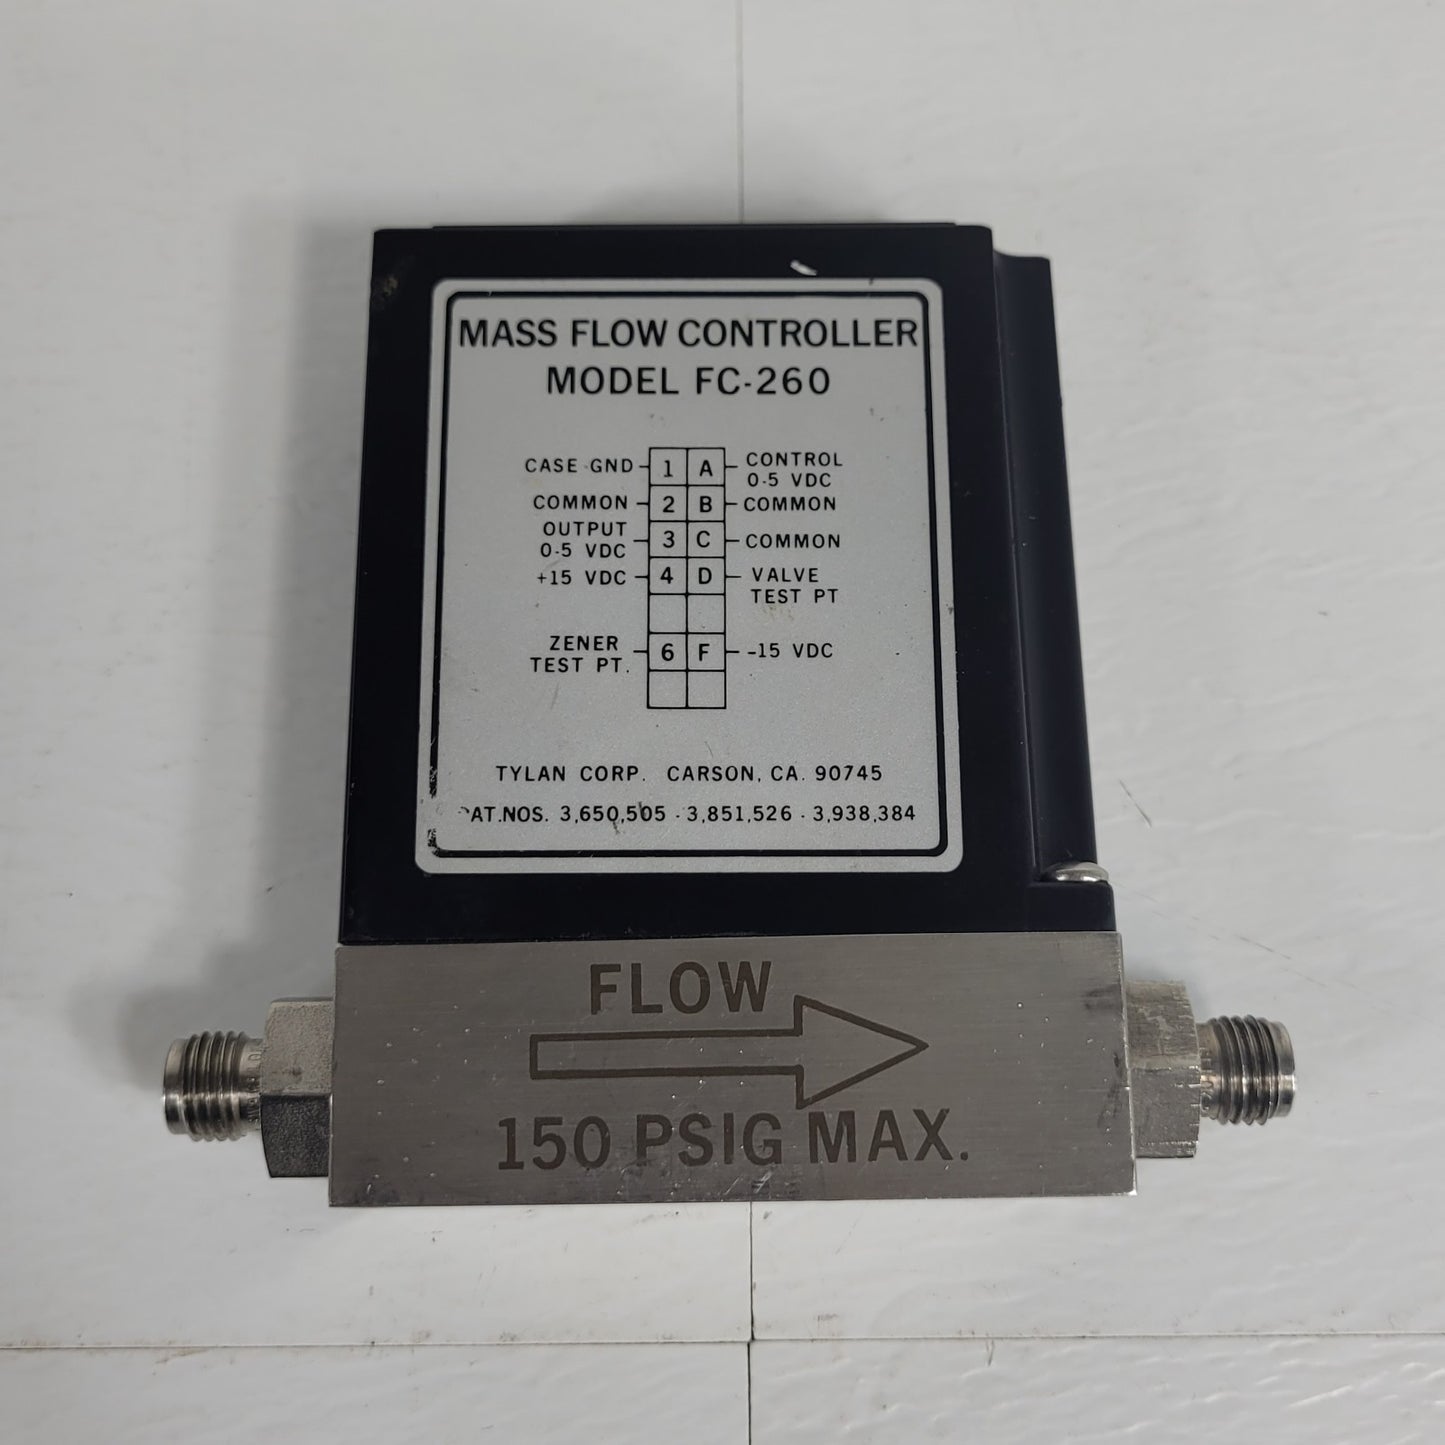 MASS FLOW CONTROLLER
MODEL FC-260
CASE GND 1 A CONTROL
0-5 VDC
COMMON 2 B COMMON
OUTPUT
0-5 VDC 3 C COMMON
+15 VDC 4 D VALVE
TEST PT
ZENER
TEST PT. 6 F -15 VDC
TYLAN CORP. CARSON, CA. 90745
PAT.NOS. 3,650,505 - 3,851,526 - 3,938,384
FLOW
150 PSIG MAX.